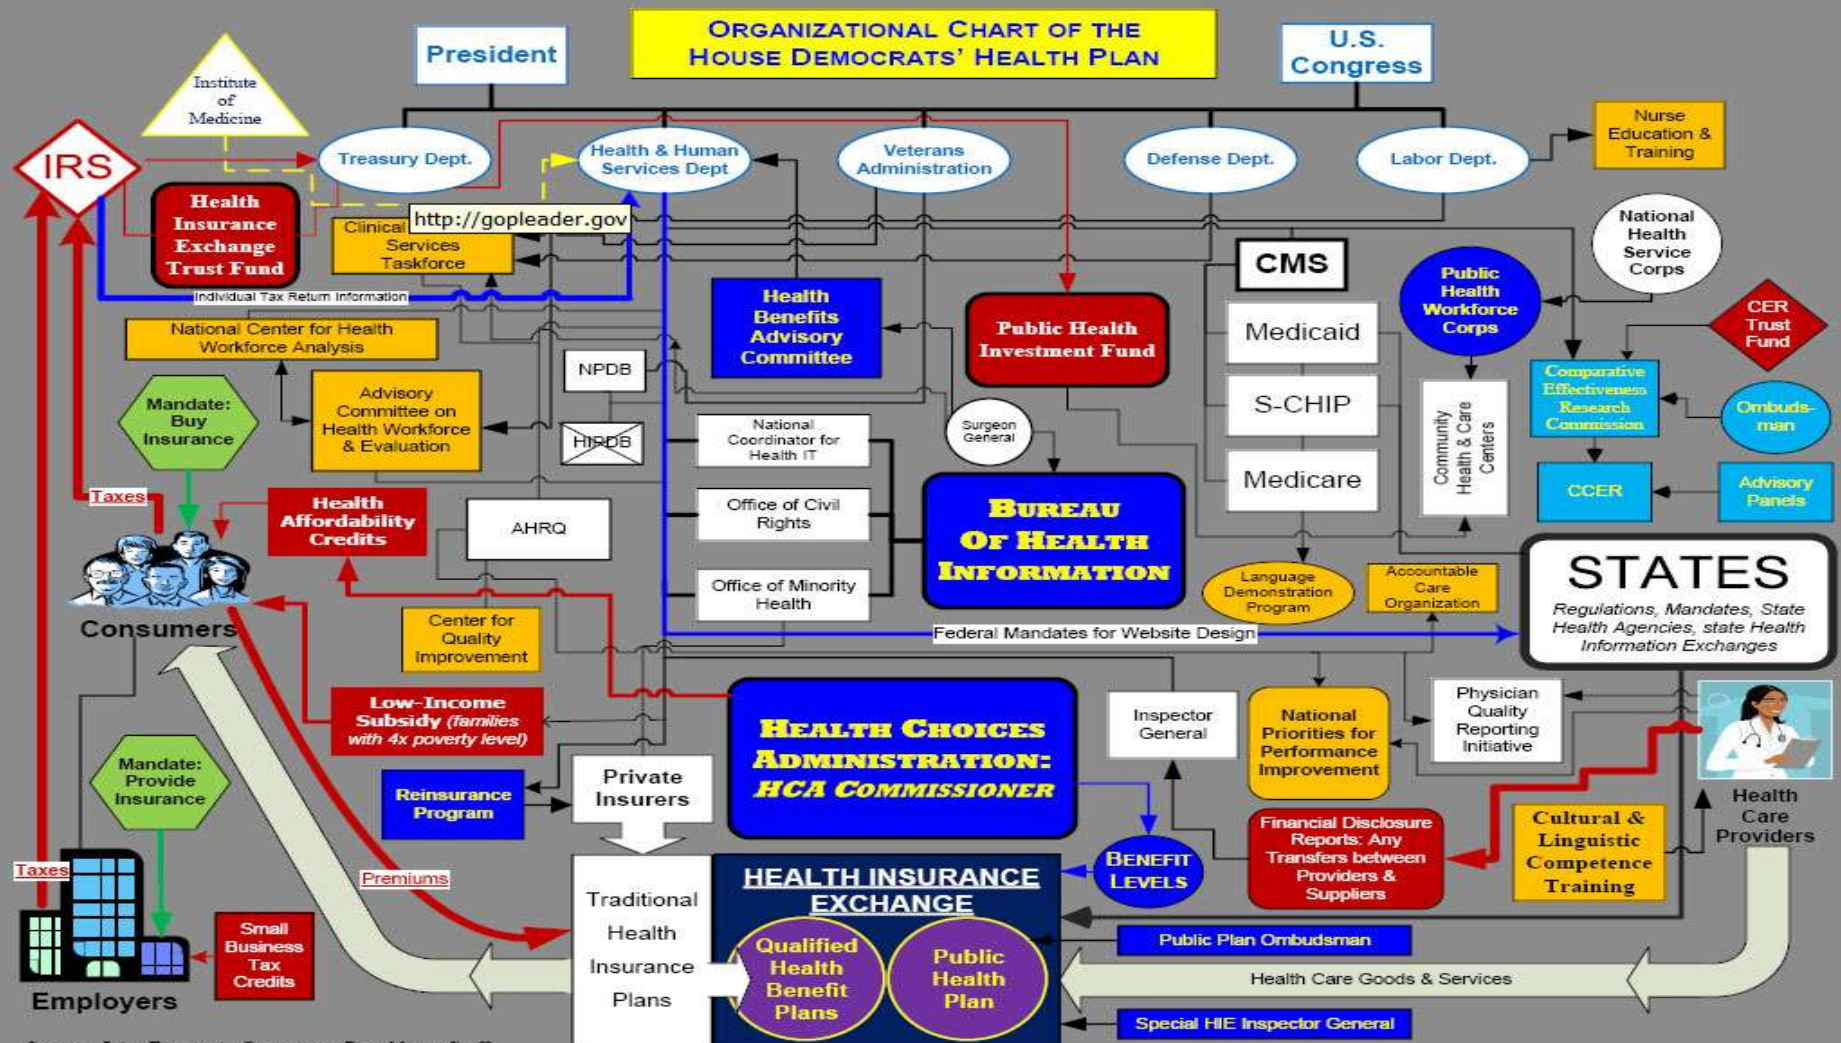 ORGANIZATIONAL CHART OF THE
HOUSE DEMOCRATS' HEALTH PLAN
President
U.S.
Congress
Institute
of
Medicine
IRS
Treasury Dept.
Health & Human
Services Dept
Veterans
Administration
Defense Dept.
Labor Dept.
Nurse
Education &
Training
Health
Insurance
Exchange
Trust Fund
http://gopleader.gov
Clinical
Services
Taskforce
Individual Tax Return Information
National Center for Health
Workforce Analysis
Health
Benefits
Advisory
Committee
Public Health
Investment Fund
CMS
Medicaid
S-CHIP
Medicare
Public
Health
Workforce
Corps
National
Health
Service
Corps
CER
Trust
Fund
Comparative
Effectiveness
Research
Commission
Ombuds-
man
CCER
Advisory
Panels
Community
Health & Care
Centers
Mandate:
Buy
Insurance
Advisory
Committee on
Health Workforce
& Evaluation
NPDB
HIPDB
National
Coordinator for
Health IT
Office of Civil
Rights
Office of Minority
Health
Surgeon
General
BUREAU
OF HEALTH
INFORMATION
Taxes
Health
Affordability
Credits
AHRQ
Center for
Quality
Improvement
Language
Demonstration
Program
Accountable
Care
Organization
STATES
Regulations, Mandates, State
Health Agencies, state Health
Information Exchanges
Federal Mandates for Website Design
Consumers
Low-Income
Subsidy (families
with 4x poverty level)
Mandate:
Provide
Insurance
Reinsurance
Program
Private
Insurers
HEALTH CHOICES
ADMINISTRATION:
HCA COMMISSIONER
Inspector
General
National
Priorities for
Performance
Improvement
Physician
Quality
Reporting
Initiative
Health
Care
Providers
Financial Disclosure
Reports: Any
Transfers between
Providers &
Suppliers
Cultural &
Linguistic
Competence
Training
BENEFIT
LEVELS
Taxes
Premiums
Small
Business
Tax
Credits
Employers
Traditional
Health
Insurance
Plans
HEALTH INSURANCE
EXCHANGE
Qualified
Health
Benefit
Plans
Public
Health
Plan
Public Plan Ombudsman
Health Care Goods & Services
Special HIE Inspector General